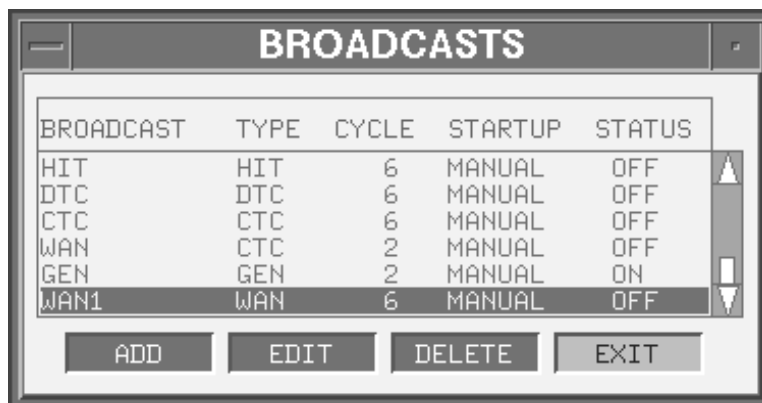 BROADCASTS
BROADCAST TYPE CYCLE STARTUP STATUS
HIT HIT 6 MANUAL OFF
DTC DTC 6 MANUAL OFF
CTC CTC 6 MANUAL OFF
WAN CTC 2 MANUAL OFF
GEN GEN 2 MANUAL ON
WAN1 WAN 6 MANUAL OFF
ADD EDIT DELETE EXIT